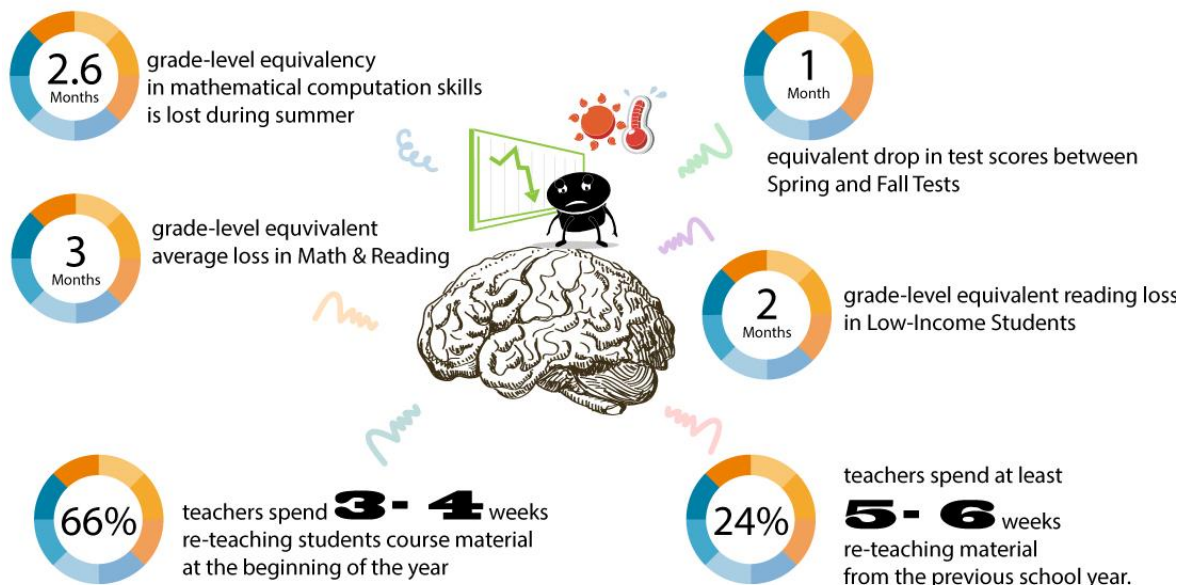 2.6
Months
grade-level equivalency
in mathematical computation skills
is lost during summer
1
Month
equivalent drop in test scores between
Spring and Fall Tests
3
Months
grade-level equvivalent
average loss in Math & Reading
2
Months
grade-level equivalent reading loss
in Low-Income Students
66%
teachers spend 3- 4 weeks
re-teaching students course material
at the beginning of the year
24%
teachers spend at least
5- 6 weeks
re-teaching material
from the previous school year.